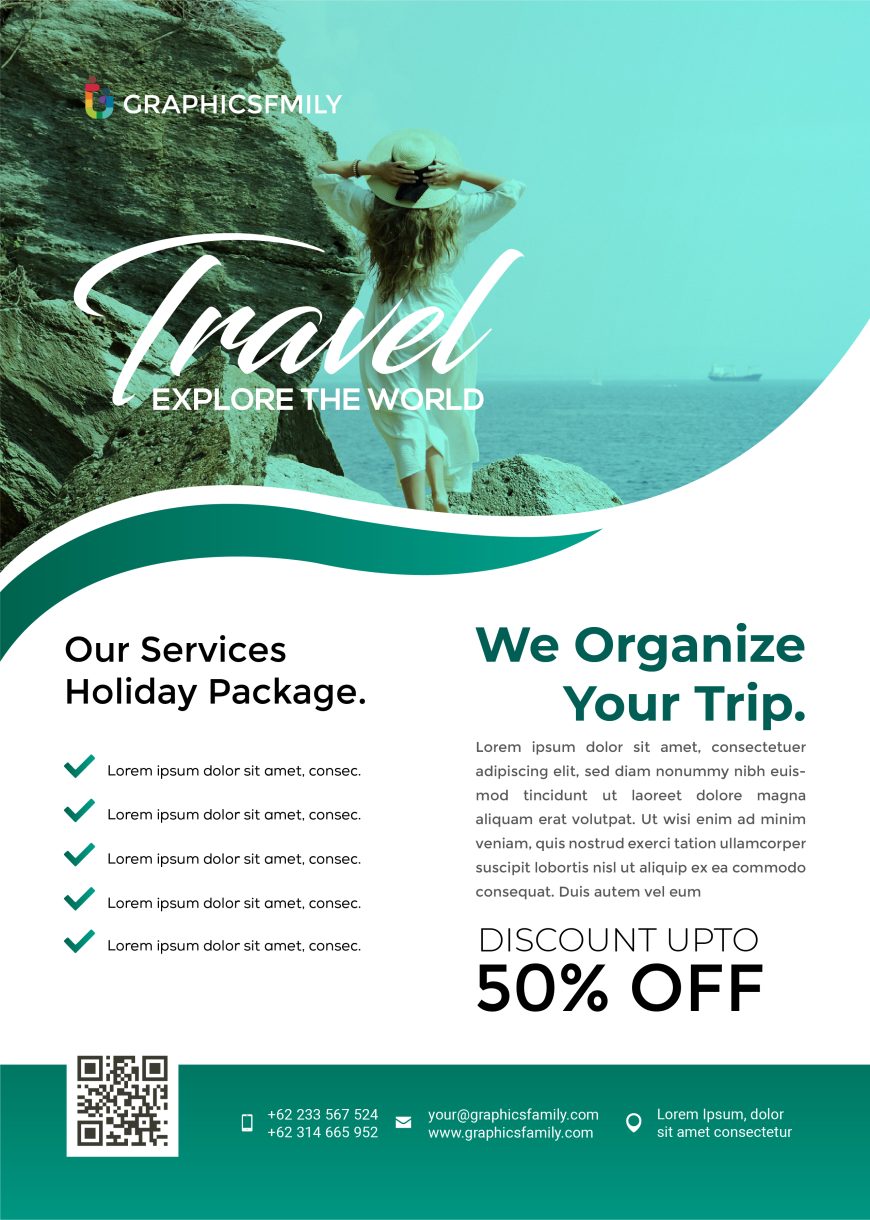 GRAPHICSFMILY
Travel
EXPLORE THE WORLD
Our Services
Holiday Package.
Lorem ipsum dolor sit amet, consec.
Lorem ipsum dolor sit amet, consec.
Lorem ipsum dolor sit amet, consec.
Lorem ipsum dolor sit amet, consec.
Lorem ipsum dolor sit amet, consec.
We Organize
Your Trip.
Lorem ipsum dolor sit amet, consectetuer
adipiscing elit, sed diam nonummy nibh euis-
mod tincidunt ut laoreet dolore magna
aliquam erat volutpat. Ut wisi enim ad minim
veniam, quis nostrud exerci tation ullamcorper
suscipit lobortis nisl ut aliquip ex ea commodo
consequat. Duis autem vel eum
DISCOUNT UPTO
50% OFF
+62 233 567 524
+62 314 665 952
your@graphicsfamily.com
www.graphicsfamily.com
Lorem Ipsum, dolor
sit amet consectetur